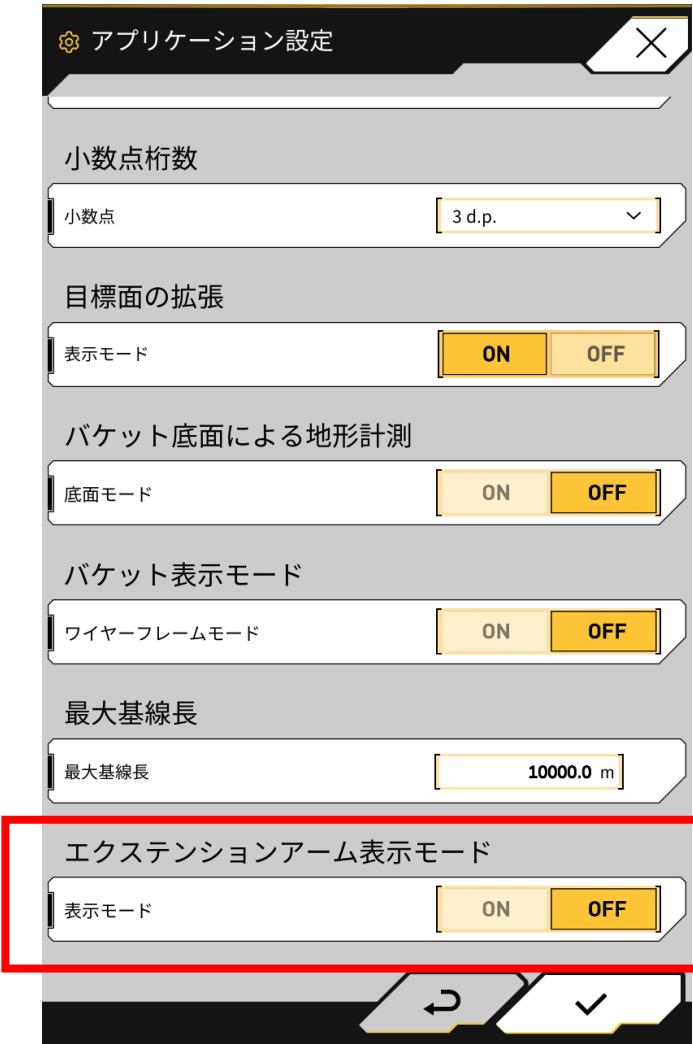 アプリケーション設定
小数点桁数
小数点 3 d.p.
目標面の拡張
表示モード ON OFF
バケット底面による地形計測
底面モード ON OFF
バケット表示モード
ワイヤーフレームモード ON OFF
最大基線長
最大基線長 10000.0 m
エクステンションアーム表示モード
表示モード ON OFF